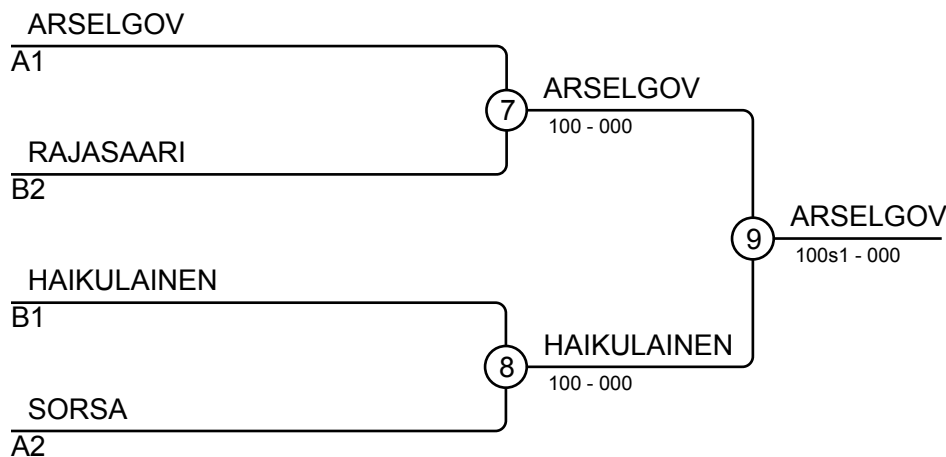 ARSELGOV
A1
7
ARSELGOV
100 - 000
RAJASAARI
B2
9
ARSELGOV
100s1 - 000
HAIKULAINEN
B1
8
HAIKULAINEN
100 - 000
SORSA
A2